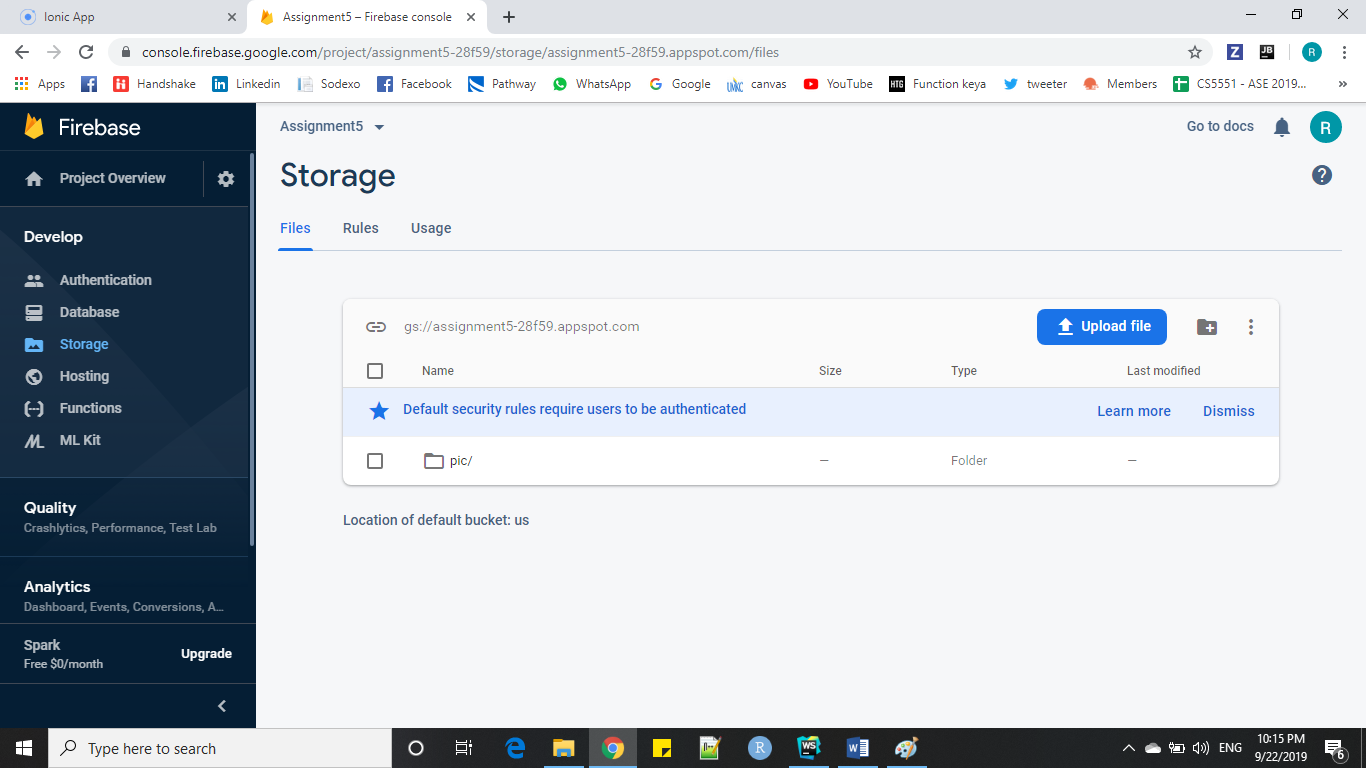 Ionic App
Assignment5 – Firebase console
console.firebase.google.com/project/assignment5-28f59/storage/assignment5-28f59.appspot.com/files
Z
JB
R
Apps
Handshake
Linkedin
Sodexo
Facebook
Pathway
WhatsApp
Google
canvas
YouTube
HTG
Function keya
tweeter
Members
CS5551 - ASE 2019...
»
Firebase
Project Overview
Develop
Authentication
Database
Storage
Hosting
Functions
ML Kit
Quality
Crashlytics, Performance, Test Lab
Analytics
Dashboard, Events, Conversions, A...
Spark
Free $0/month
Upgrade
Assignment5
Go to docs
R
Storage
Files
Rules
Usage
gs://assignment5-28f59.appspot.com
Upload file
Name
Size
Type
Last modified
Default security rules require users to be authenticated
Learn more
Dismiss
pic/
—
Folder
—
Location of default bucket: us
Type here to search
R
WS
W
ENG
10:15 PM
9/22/2019
6